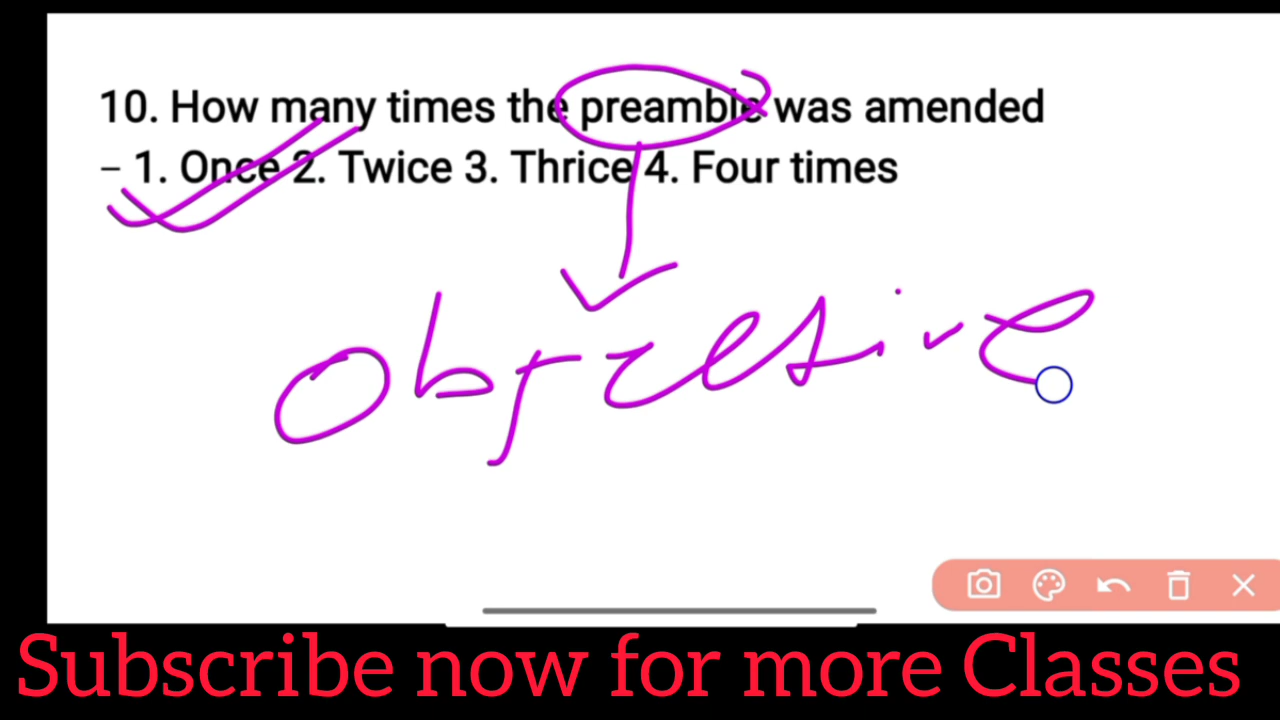 10. How many times the preamble was amended
– 1. Once 2. Twice 3. Thrice 4. Four times
Objective
Subscribe now for more Classes